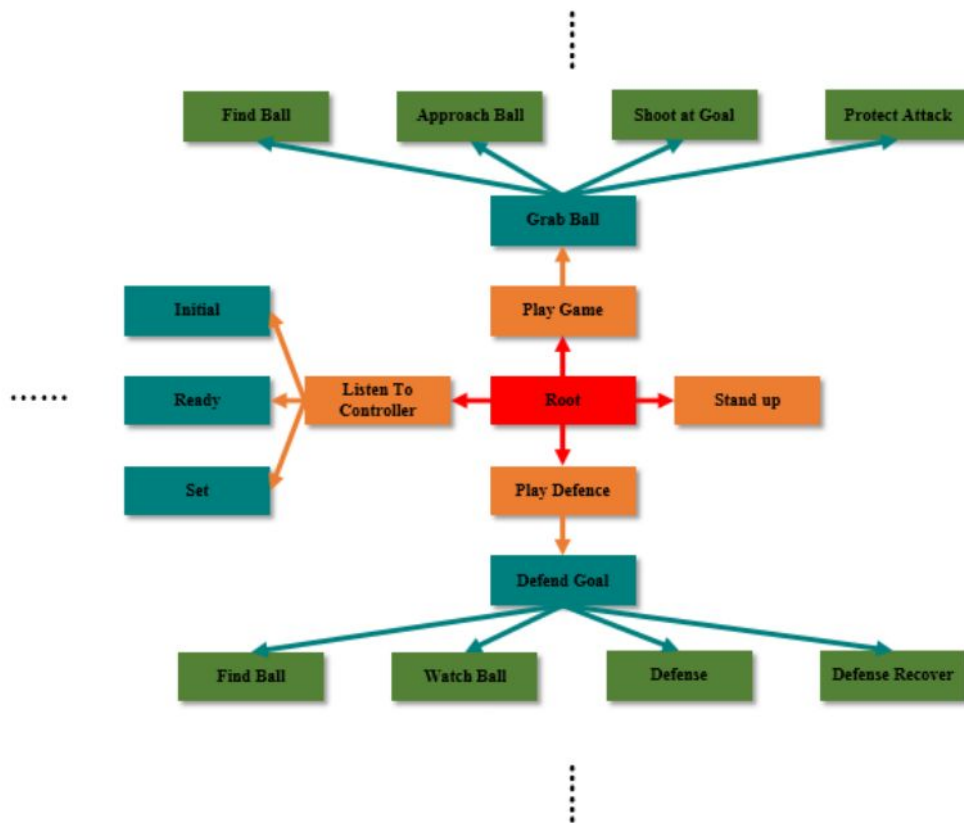 Find Ball
Approach Ball
Shoot at Goal
Protect Attack
Grab Ball
Initial
Play Game
Ready
Listen To
Controller
Root
Stand up
Set
Play Defence
Defend Goal
Find Ball
Watch Ball
Defense
Defense Recover